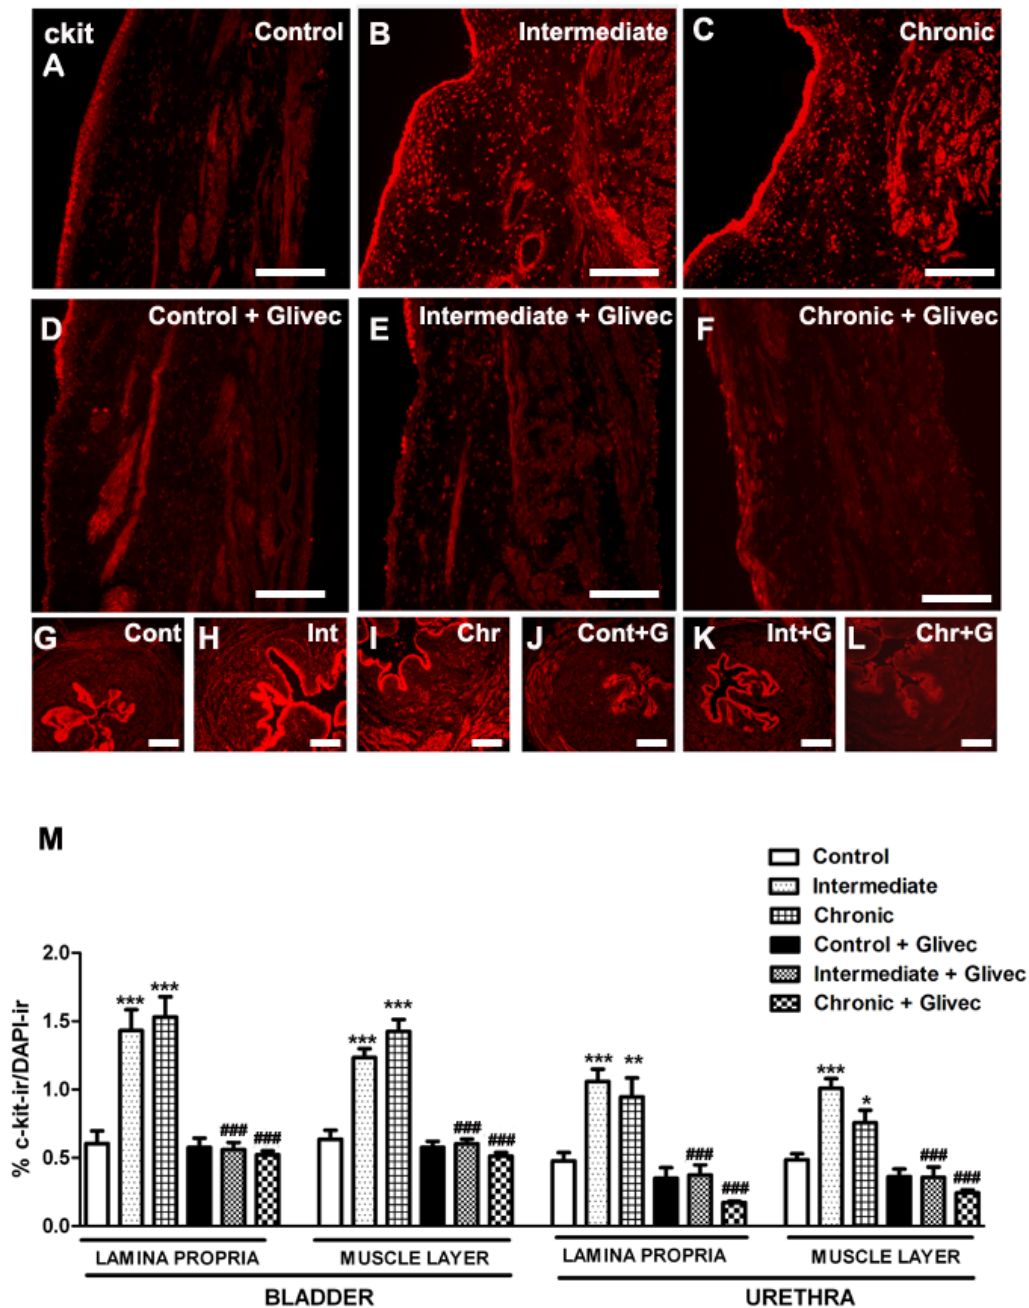 ckit
A
Control
B
Intermediate
C
Chronic
D
Control + Glivec
E
Intermediate + Glivec
F
Chronic + Glivec
G
Cont
H
Int
I
Chr
J
Cont+G
K
Int+G
L
Chr+G
M
Control
Intermediate
Chronic
Control + Glivec
Intermediate + Glivec
Chronic + Glivec
% c-kit-ir/DAPI-ir
2.0
1.5
1.0
0.5
0.0
***
***
###
###
***
***
###
###
***
**
###
###
***
*
###
###
LAMINA PROPRIA
MUSCLE LAYER
LAMINA PROPRIA
MUSCLE LAYER
BLADDER
URETHRA